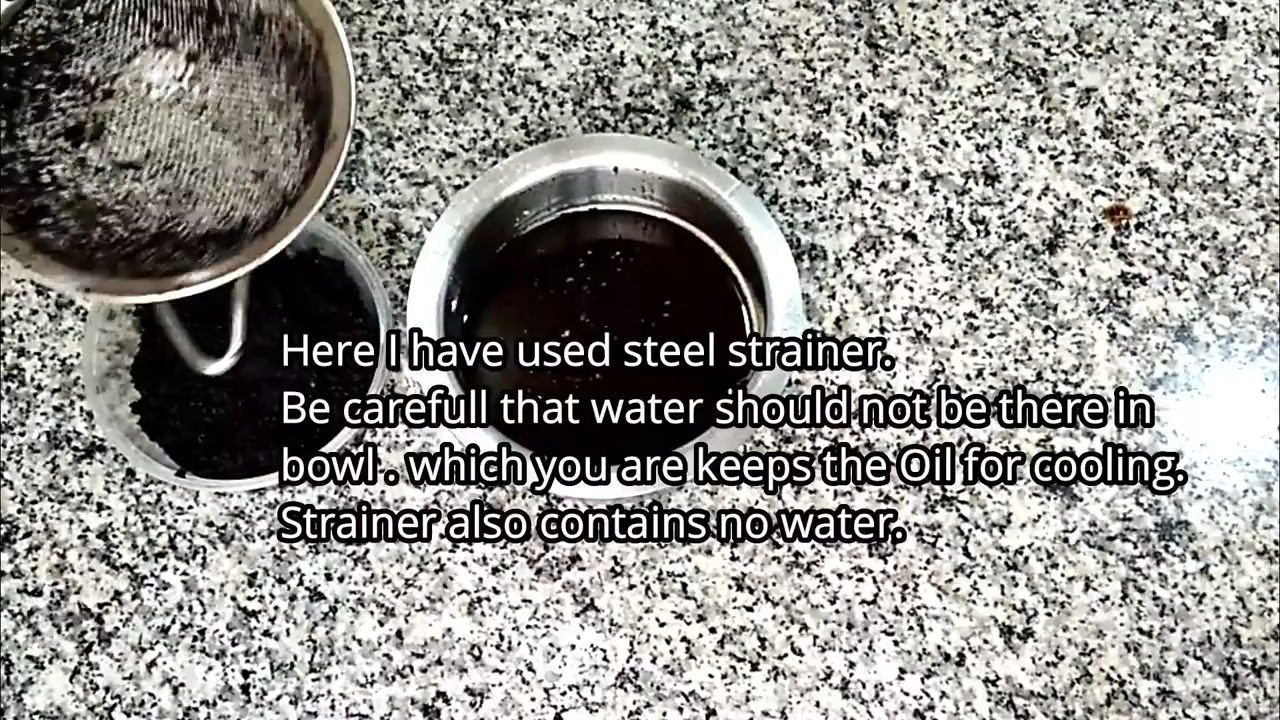 Here I have used steel strainer.
Be carefull that water should not be there in
bowl . which you are keeps the Oil for cooling.
Strainer also contains no water.